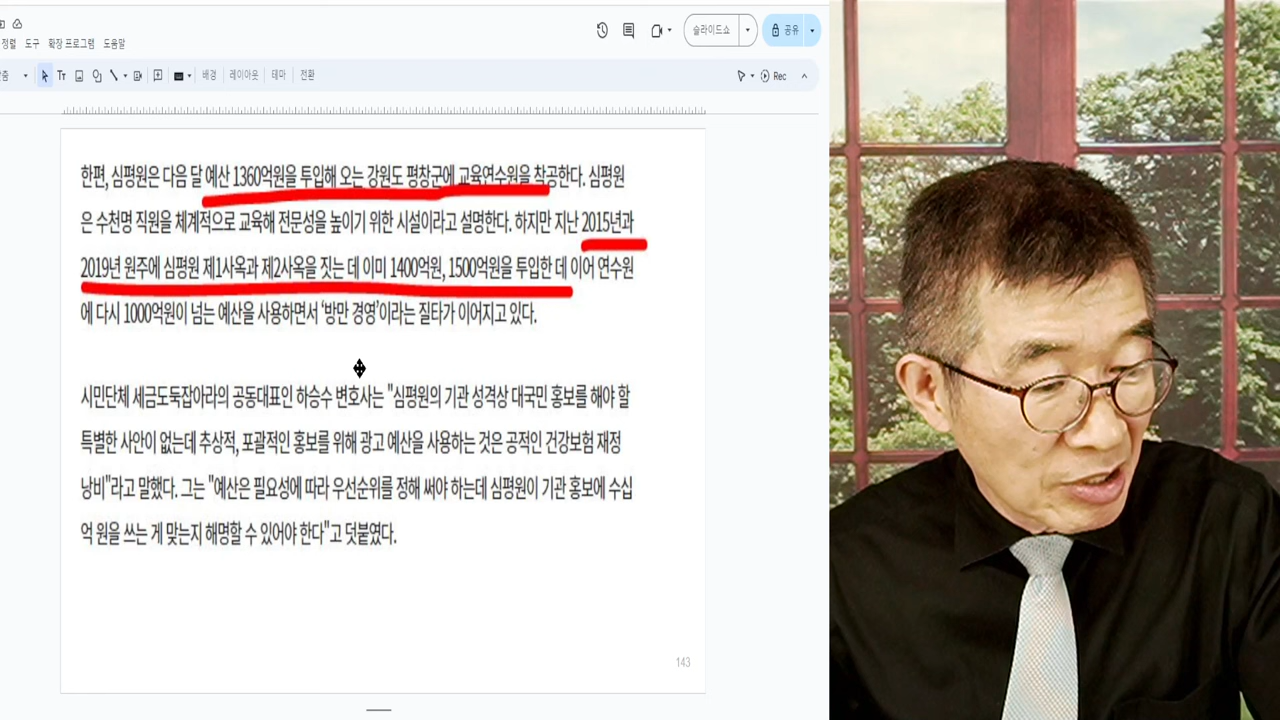 정렬 도구 확장 프로그램 도움말
슬라이드쇼
공유
배경 레이아웃 테마 전환
Rec
한편, 심평원은 다음 달 예산 1360억원을 투입해 오는 강원도 평창군에 교육연수원을 착공한다. 심평원
은 수천명 직원을 체계적으로 교육해 전문성을 높이기 위한 시설이라고 설명한다. 하지만 지난 2015년과
2019년 원주에 심평원 제1사옥과 제2사옥을 짓는 데 이미 1400억원, 1500억원을 투입한 데 이어 연수원
에 다시 1000억원이 넘는 예산을 사용하면서 '방만 경영'이라는 질타가 이어지고 있다.
시민단체 세금도둑잡아라의 공동대표인 하승수 변호사는 "심평원의 기관 성격상 대국민 홍보를 해야 할
특별한 사안이 없는데 추상적, 포괄적인 홍보를 위해 광고 예산을 사용하는 것은 공적인 건강보험 재정
낭비"라고 말했다. 그는 "예산은 필요성에 따라 우선순위를 정해 써야 하는데 심평원이 기관 홍보에 수십
억 원을 쓰는 게 맞는지 해명할 수 있어야 한다"고 덧붙였다.
143